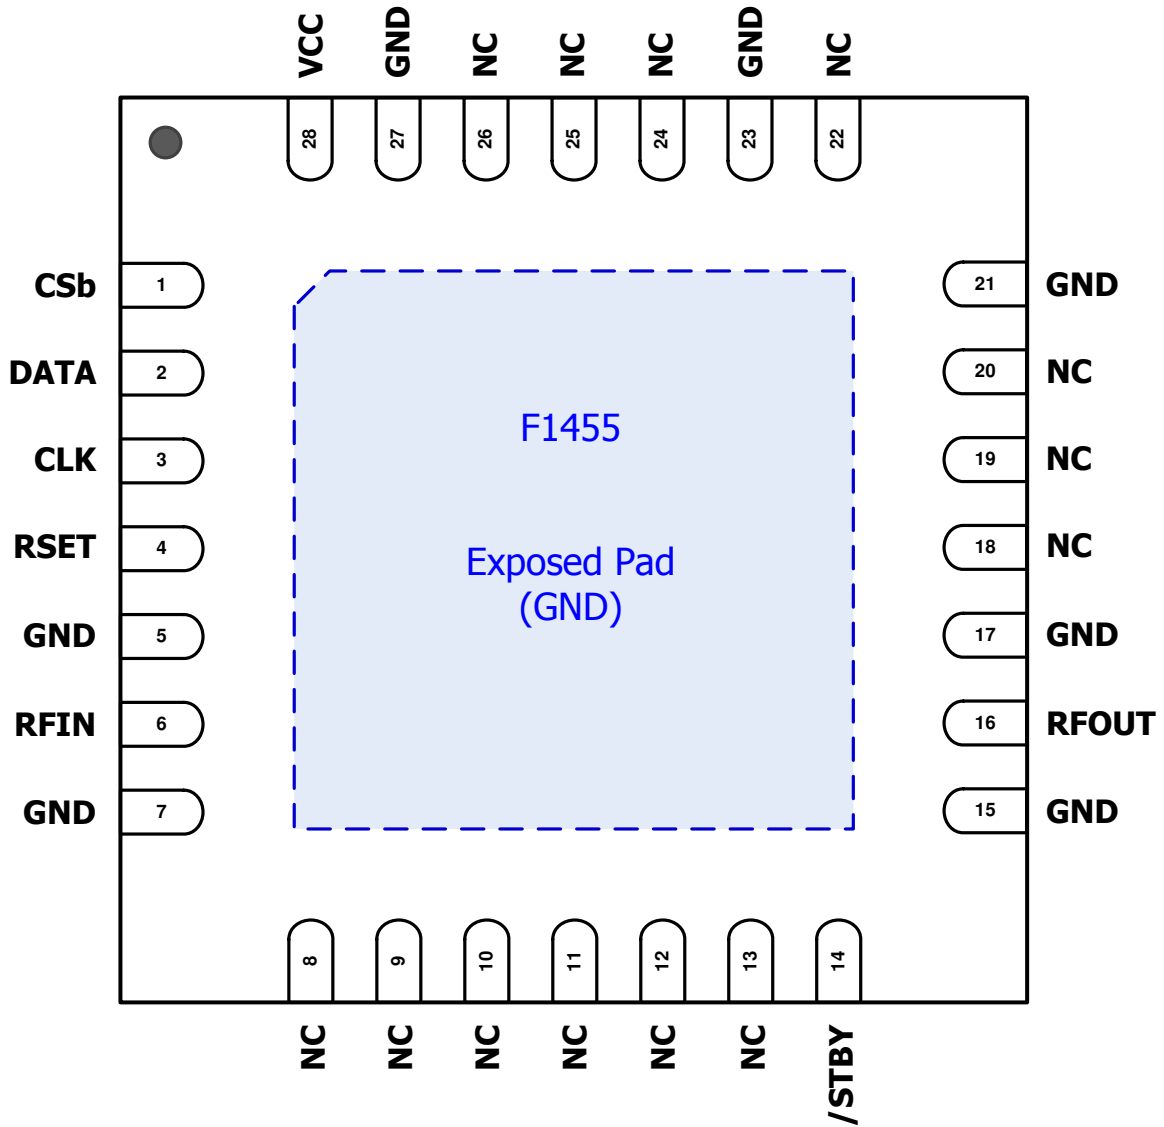 VCC
GND
NC
NC
NC
GND
NC
28
27
26
25
24
23
22
CSb 1
21 GND
DATA 2
20 NC
CLK 3
19 NC
RSET 4
18 NC
GND 5
17 GND
RFIN 6
16 RFOUT
GND 7
15 GND
F1455
Exposed Pad
(GND)
8
9
10
11
12
13
14
NC
NC
NC
NC
NC
NC
/STBY